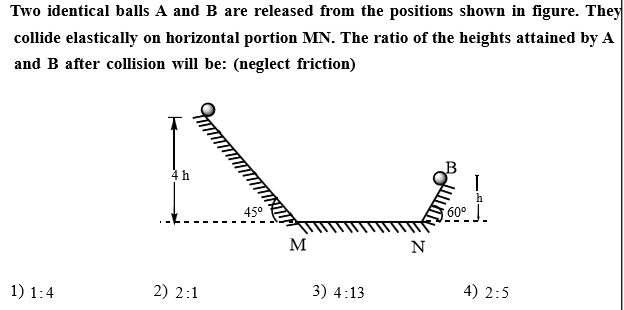 Two identical balls A and B are released from the positions shown in figure. They
collide elastically on horizontal portion MN. The ratio of the heights attained by A
and B after collision will be: (neglect friction)
4 h
B
h
45°
60°
M
N
1) 1:4 2) 2:1 3) 4:13 4) 2:5